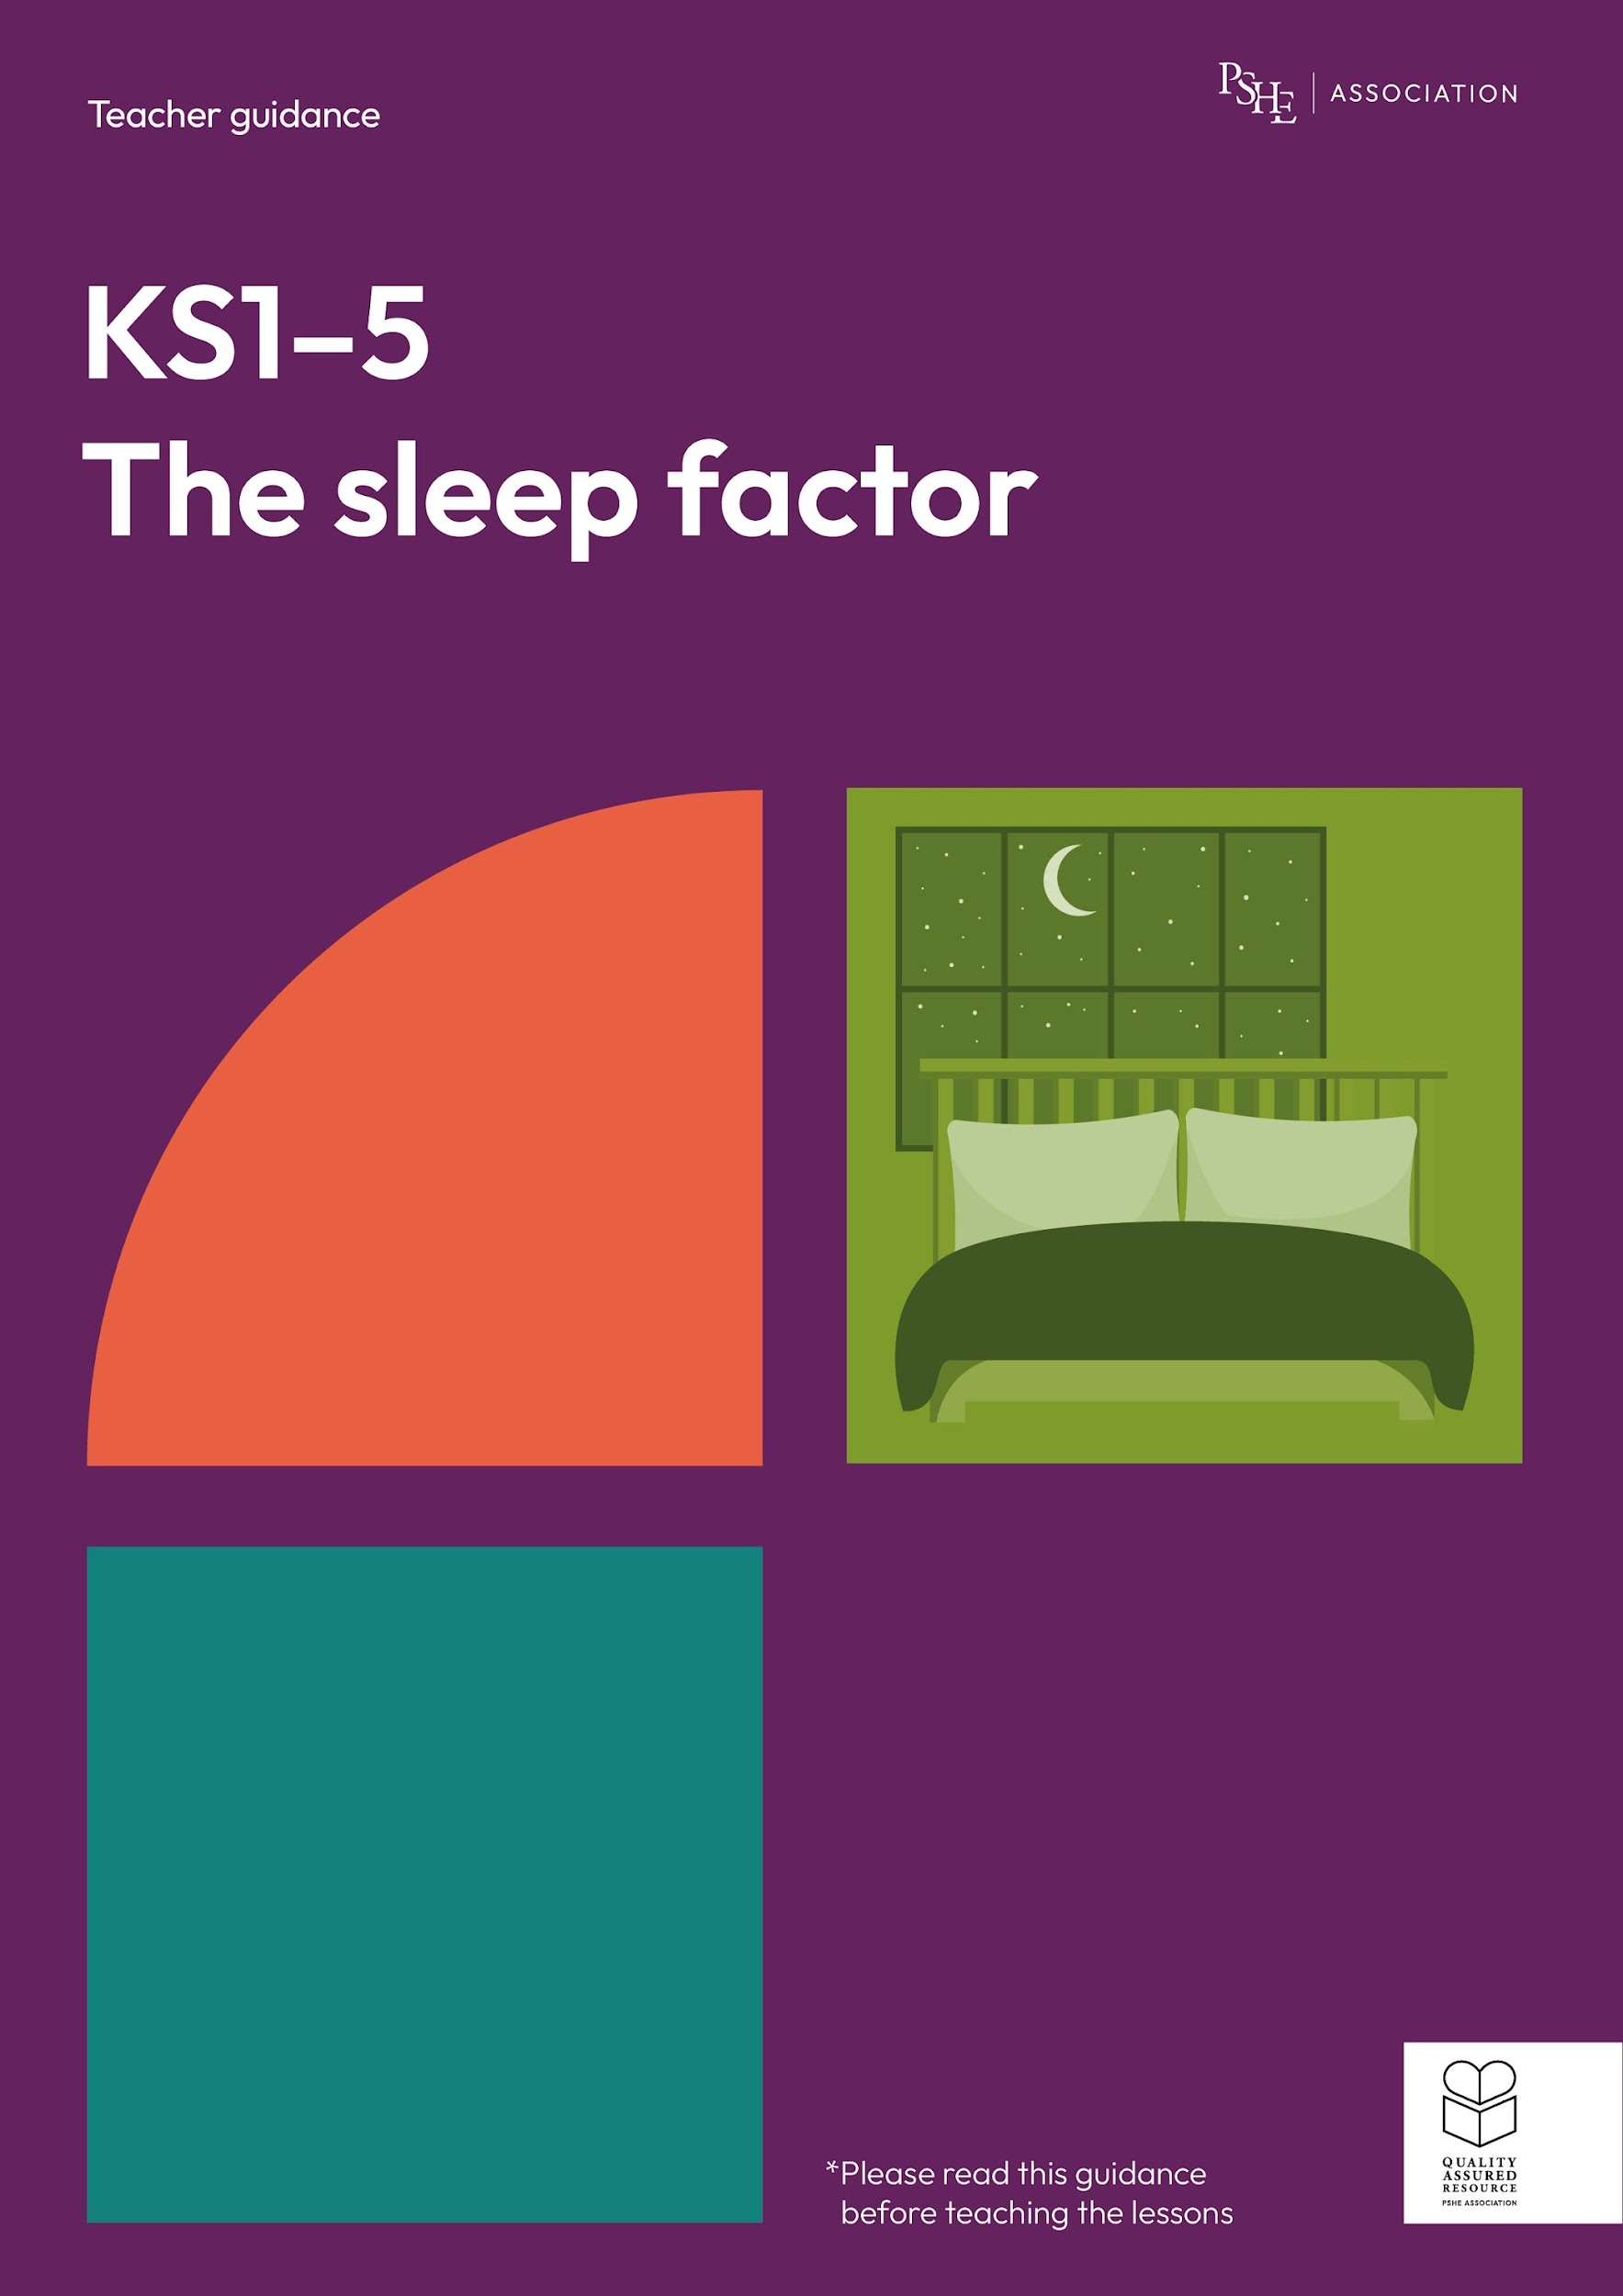 Teacher guidance
PSHE ASSOCIATION
KS1–5
The sleep factor
*Please read this guidance
before teaching the lessons
QUALITY
ASSURED
RESOURCE
PSHE ASSOCIATION